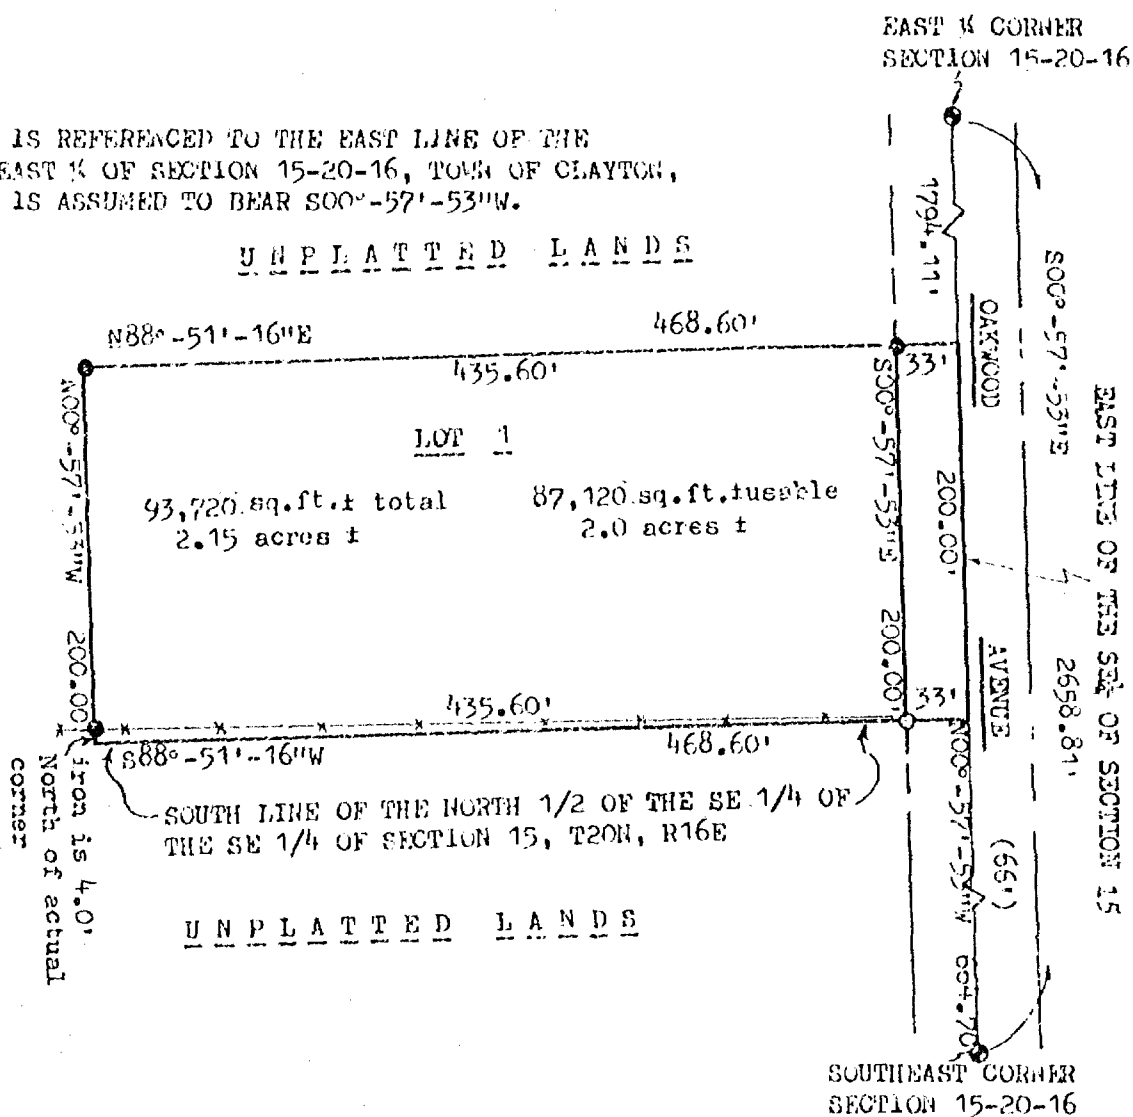 EAST ¼ CORNER
SECTION 15-20-16
IS REFERENCED TO THE EAST LINE OF THE
EAST ¼ OF SECTION 15-20-16, TOWN OF CLAYTON,
IS ASSUMED TO BEAR S00°-57'-53"W.
UNPLATTED LANDS
1794.11'
S00°-57'-53"E
OAKWOOD
N88°-51'-16"E
468.60'
435.60'
33'
N00°-57'-53"W
200.00'
LOT 1
93,720 sq.ft.± total
2.15 acres ±
87,120 sq.ft.±usable
2.0 acres ±
S00°-57'-53"E
200.00'
200.00'
EAST LINE OF THE SE¼ OF SECTION 15
2658.81'
AVENUE
(66')
435.60'
33'
S88°-51'-16"W
468.60'
N00°-57'-53"W
664.70'
SOUTH LINE OF THE NORTH 1/2 OF THE SE 1/4 OF
THE SE 1/4 OF SECTION 15, T20N, R16E
iron is 4.0'
North of actual
corner
UNPLATTED LANDS
SOUTHEAST CORNER
SECTION 15-20-16